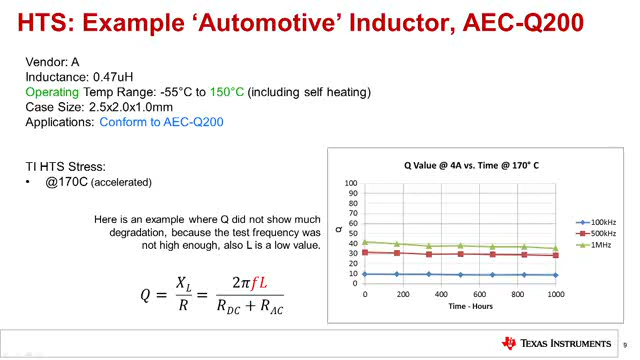 HTS: Example ‘Automotive’ Inductor, AEC-Q200
Vendor: A
Inductance: 0.47uH
Operating Temp Range: -55°C to 150°C (including self heating)
Case Size: 2.5x2.0x1.0mm
Applications: Conform to AEC-Q200
TI HTS Stress:
• @170C (accelerated)
Here is an example where Q did not show much
degradation, because the test frequency was
not high enough, also L is a low value.
Q = X_L / R = 2πfL / (R_DC + R_AC)
Q Value @ 4A vs. Time @ 170° C
100
90
80
70
60
50
40
30
20
10
0
Q
0 200 400 600 800 1000
Time - Hours
100kHz
500kHz
1MHz
TEXAS INSTRUMENTS
9